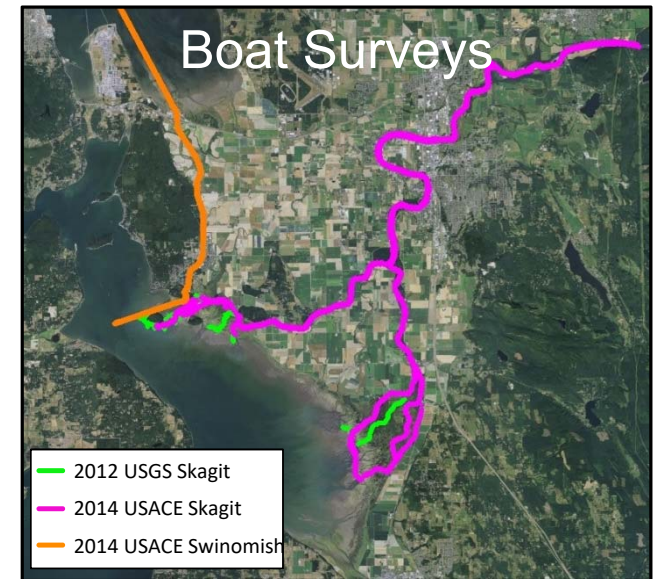 Boat Surveys
2012 USGS Skagit
2014 USACE Skagit
2014 USACE Swinomish